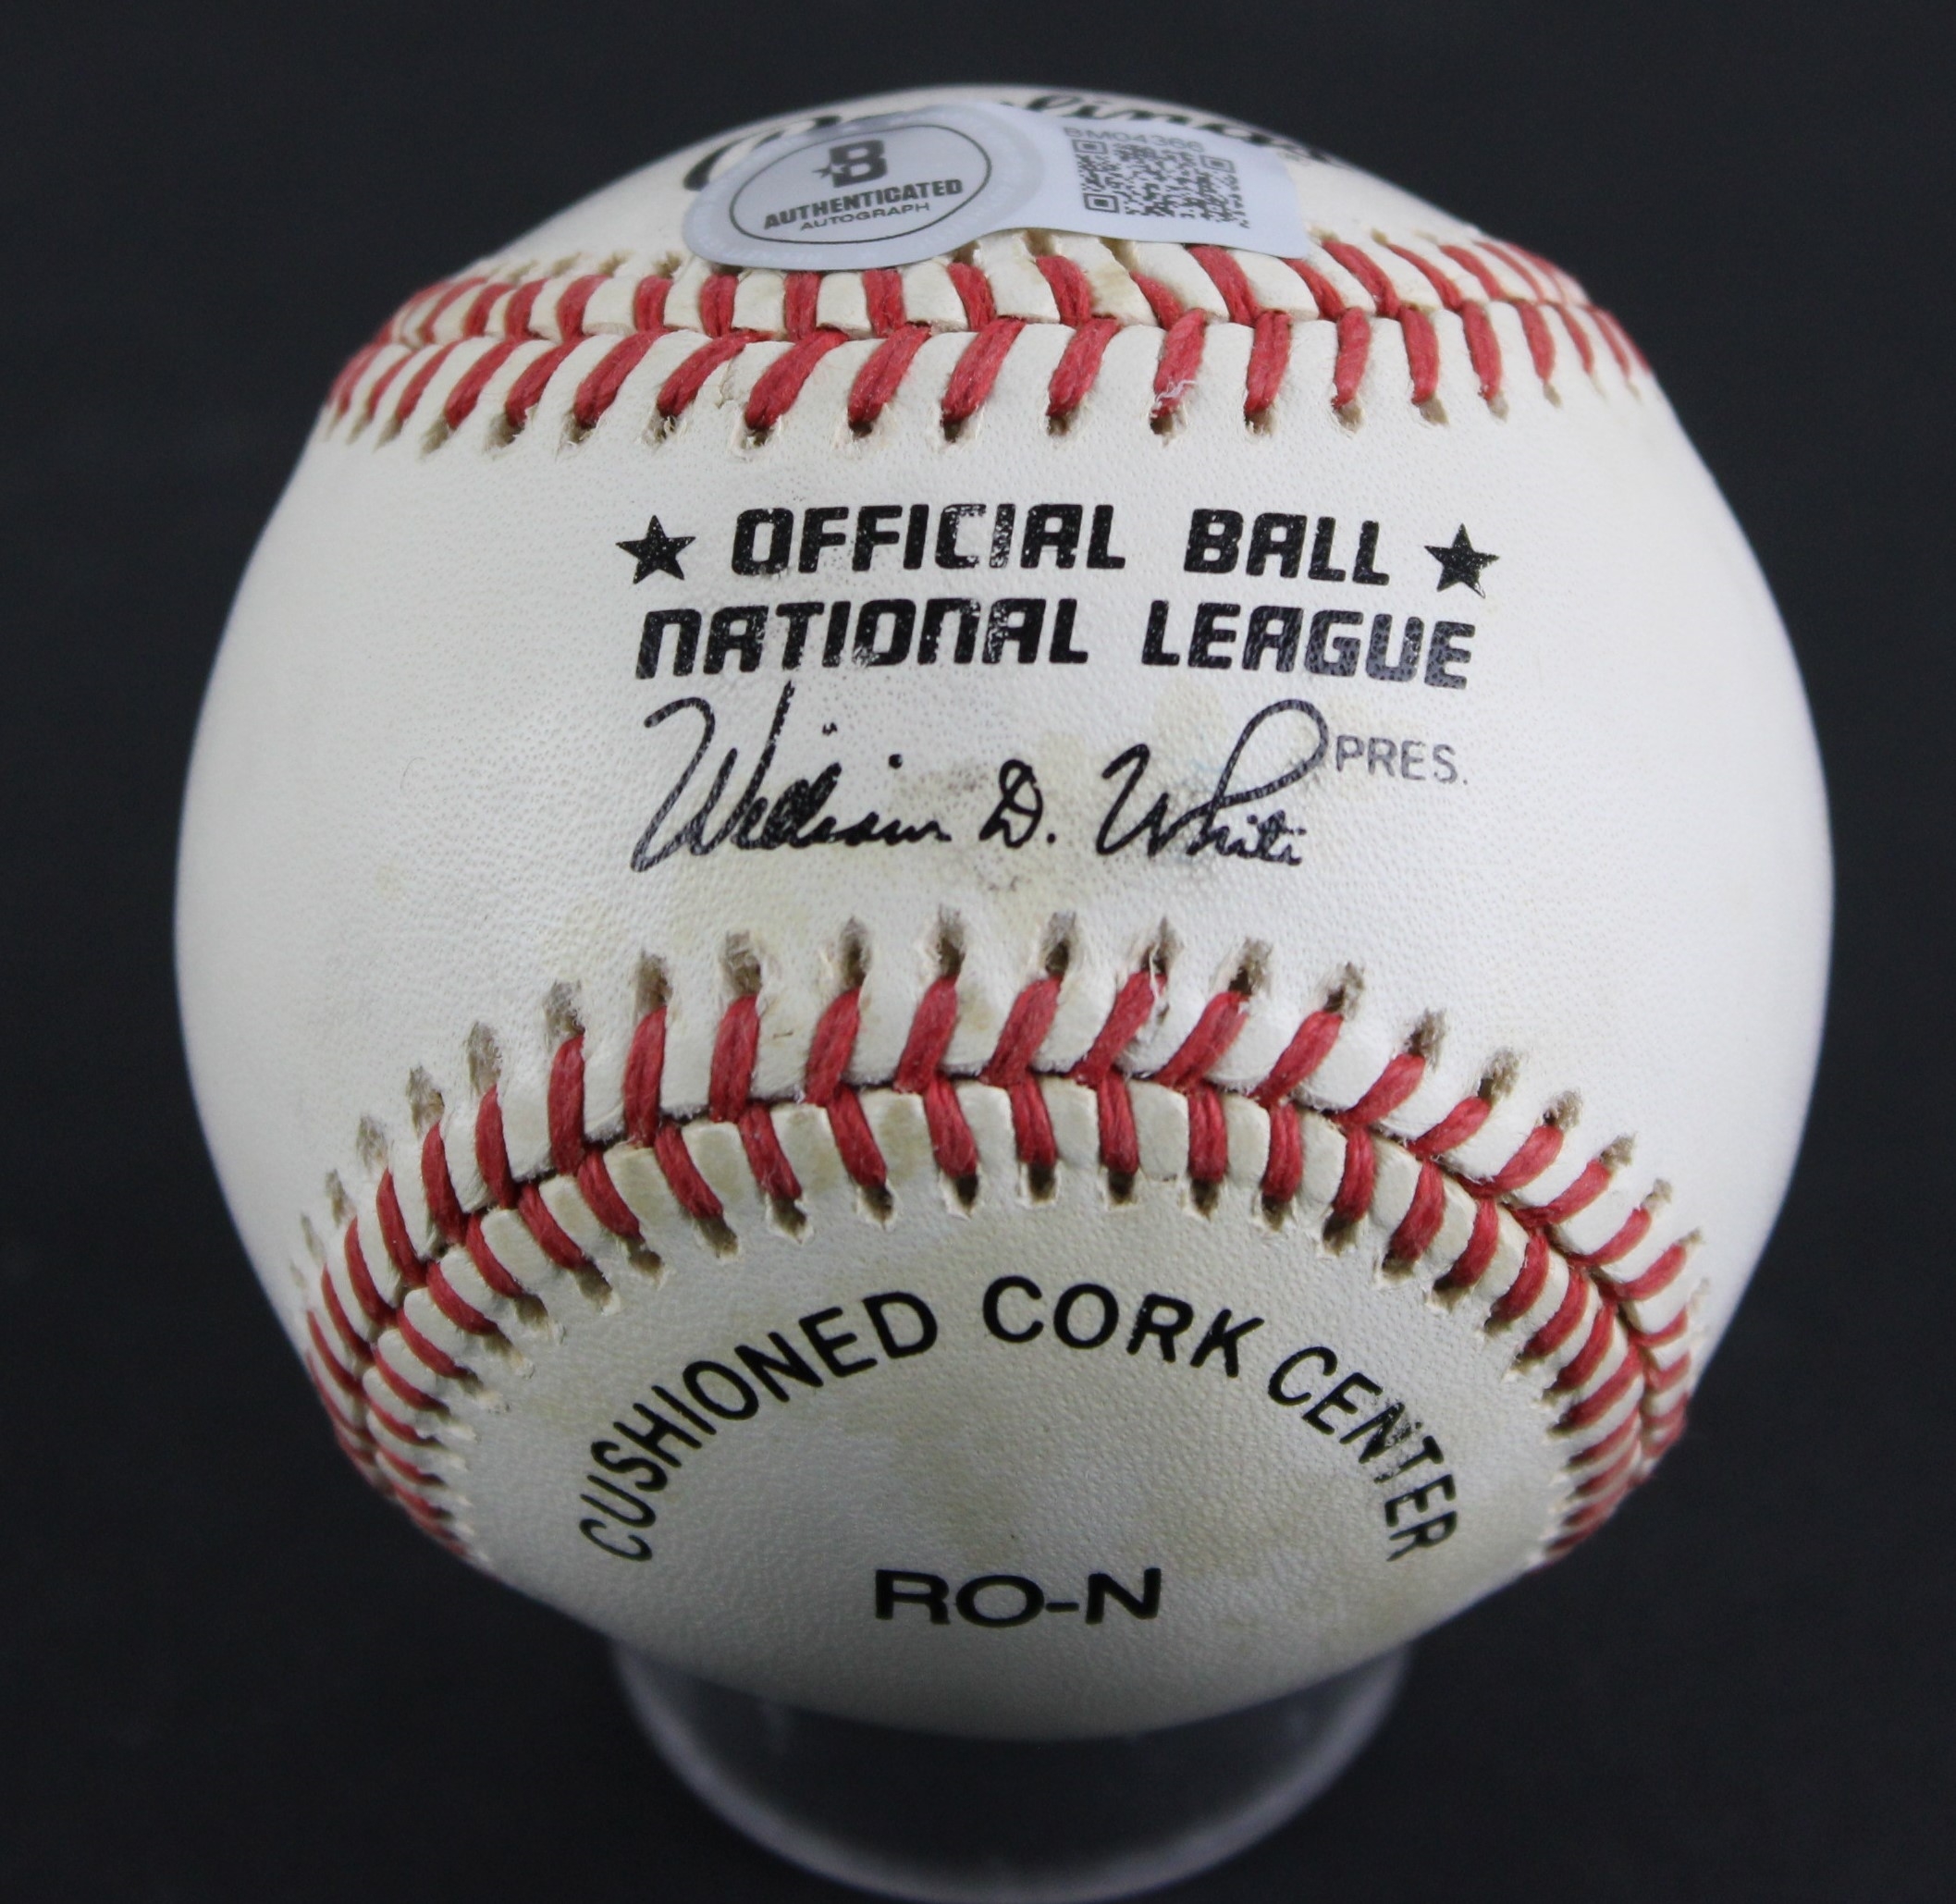 B
AUTHENTICATED
AUTOGRAPH
★ OFFICIAL BALL ★
NATIONAL LEAGUE
William D. White PRES.
CUSHIONED CORK CENTER
RO-N